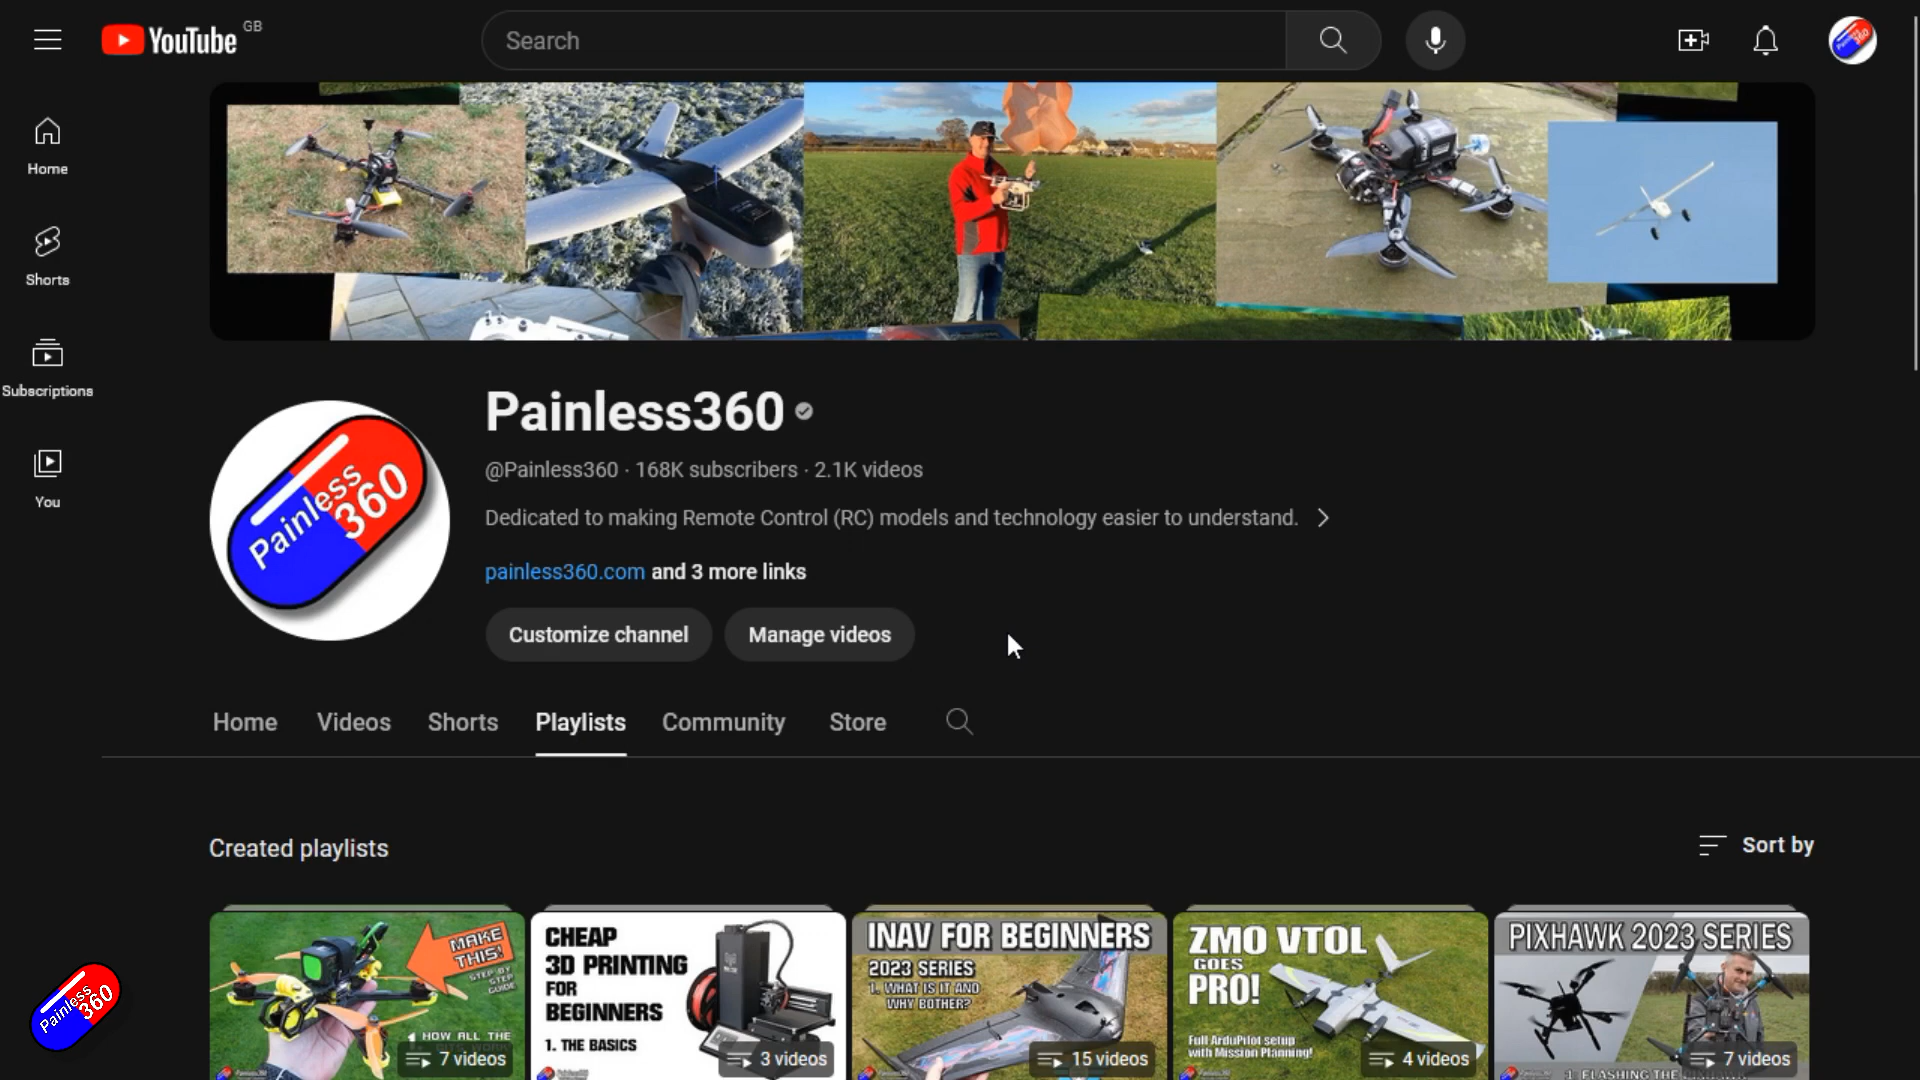 YouTube GB
Search
Home
Shorts
Subscriptions
You
Painless 360
Painless360
@Painless360 · 168K subscribers · 2.1K videos
Dedicated to making Remote Control (RC) models and technology easier to understand.
painless360.com and 3 more links
Customize channel
Manage videos
Home
Videos
Shorts
Playlists
Community
Store
Created playlists
Sort by
MAKE
THIS!
STEP-BY
STEP
GUIDE
1. HOW ALL THE
7 videos
CHEAP
3D PRINTING
FOR
BEGINNERS
1. THE BASICS
3 videos
INAV FOR BEGINNERS
2023 SERIES
1. WHAT IS IT AND
WHY BOTHER?
15 videos
ZMO VTOL
GOES
PRO!
Full ArduPilot setup
with Mission Planning!
4 videos
PIXHAWK 2023 SERIES
1. FLASHING THE
7 videos
Painless
360